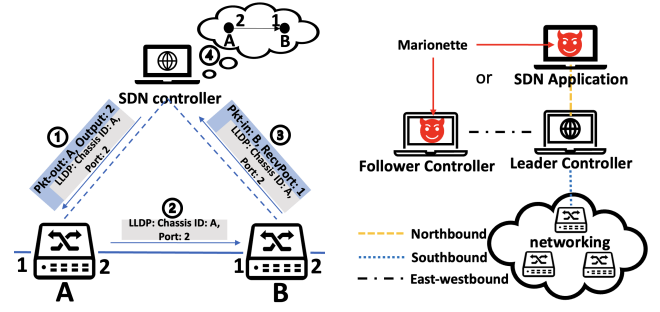 2 1
A B
④
SDN controller
①
Pkt-out: A, Output: 2
LLDP: Chassis ID: A,
Port: 2
③
Pkt-in: B, RecvPort: 1
LLDP: Chassis ID: A,
Port: 2
②
LLDP: Chassis ID: A,
Port: 2
1 2
A
1 2
B
Marionette
or
SDN Application
Follower Controller
Leader Controller
networking
Northbound
Southbound
East-westbound